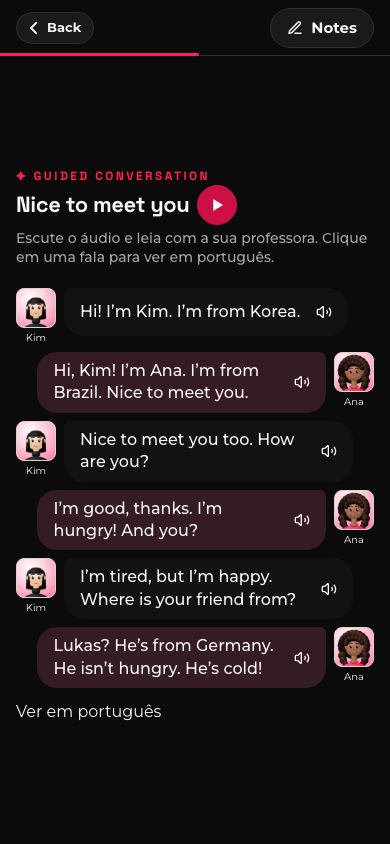 Back
Notes
GUIDED CONVERSATION
Nice to meet you
Escute o áudio e leia com a sua professora. Clique
em uma fala para ver em português.
Hi! I’m Kim. I’m from Korea.
Kim
Hi, Kim! I’m Ana. I’m from
Brazil. Nice to meet you.
Ana
Nice to meet you too. How
are you?
Kim
I’m good, thanks. I’m
hungry! And you?
Ana
I’m tired, but I’m happy.
Where is your friend from?
Kim
Lukas? He’s from Germany.
He isn’t hungry. He’s cold!
Ana
Ver em português